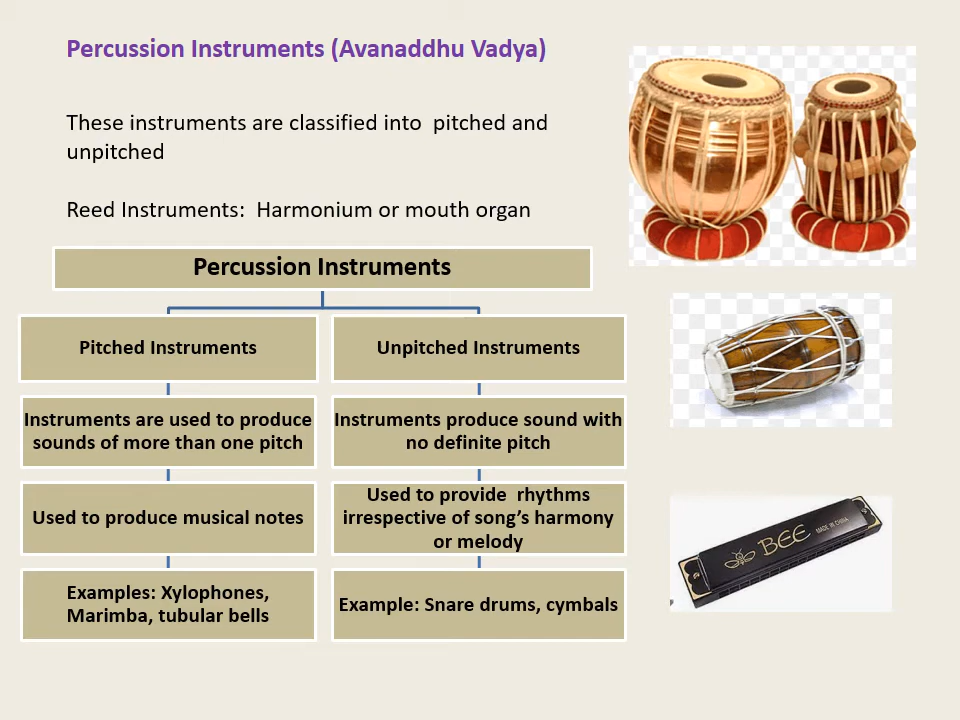 Percussion Instruments (Avanaddhu Vadya)
These instruments are classified into  pitched and
unpitched
Reed Instruments:  Harmonium or mouth organ
Percussion Instruments
Pitched Instruments
Unpitched Instruments
Instruments are used to produce
sounds of more than one pitch
Instruments produce sound with
no definite pitch
Used to produce musical notes
Used to provide  rhythms
irrespective of song’s harmony
or melody
Examples: Xylophones,
Marimba, tubular bells
Example: Snare drums, cymbals
BEE
MADE IN CHINA